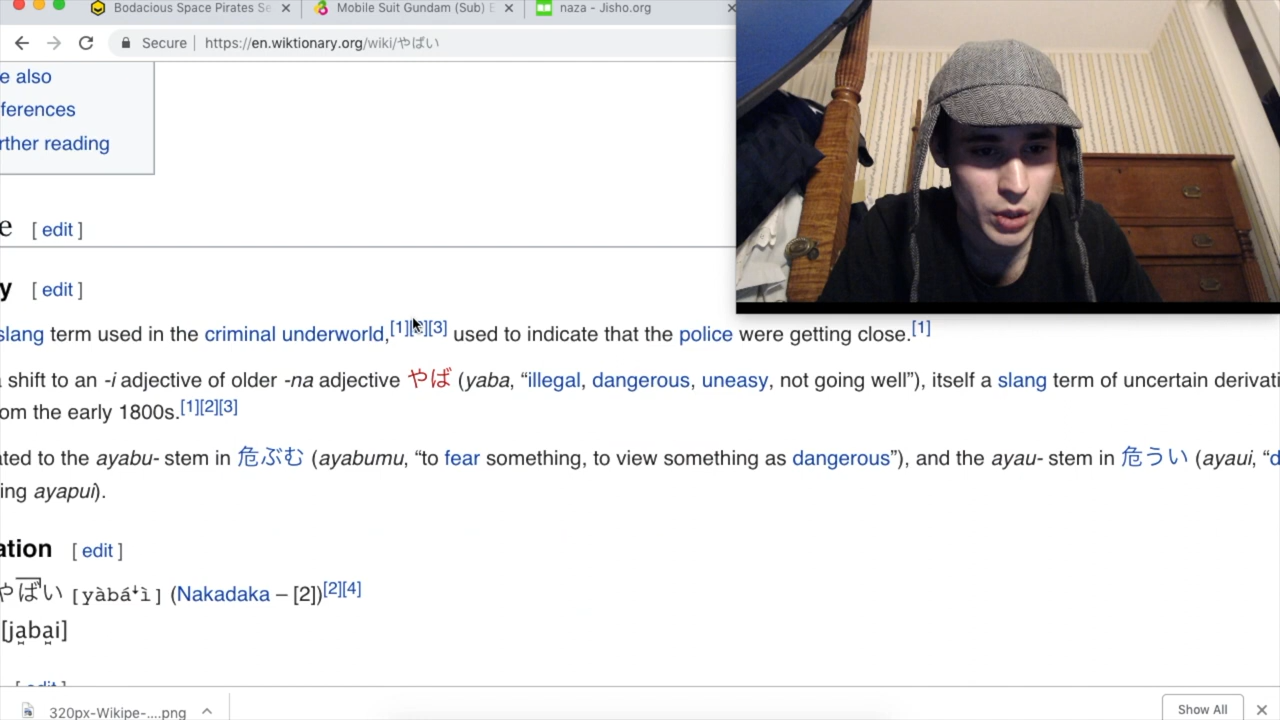 Bodacious Space Pirates Se
Mobile Suit Gundam (Sub) E
naza - Jisho.org
Secure
https://en.wiktionary.org/wiki/やばい
e also
ferences
rther reading
e [ edit ]
y [ edit ]
slang term used in the criminal underworld,[1][2][3] used to indicate that the police were getting close.[1]
a shift to an -i adjective of older -na adjective やば (yaba, “illegal, dangerous, uneasy, not going well”), itself a slang term of uncertain derivati
om the early 1800s.[1][2][3]
ated to the ayabu- stem in 危ぶむ (ayabumu, “to fear something, to view something as dangerous”), and the ayau- stem in 危うい (ayaui, “d
ing ayapui).
ation [ edit ]
やばい [yàbáꜜì] (Nakadaka – [2])[2][4]
[ja̠ba̠i]
[ edit ]
320px-Wikipe-....png
Show All